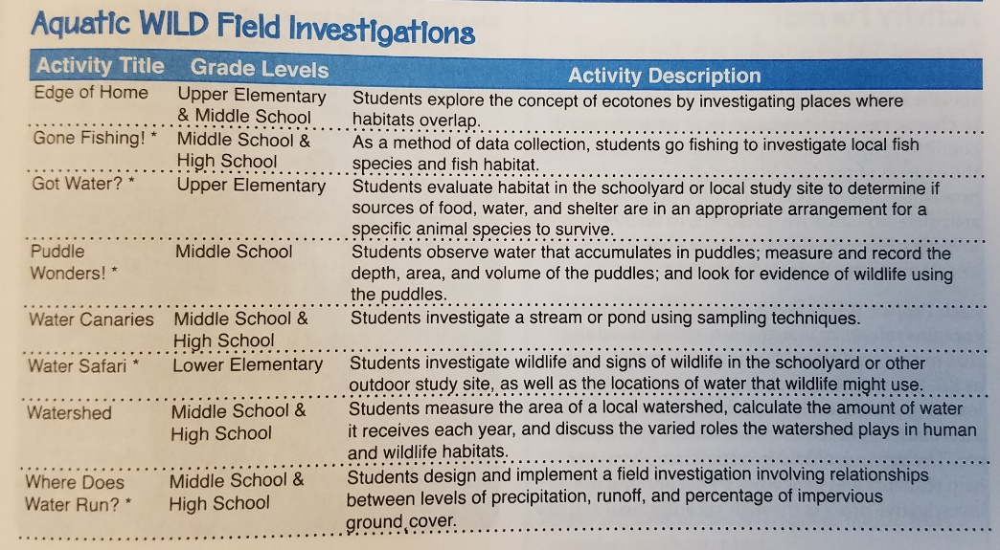 Aquatic WILD Field Investigations
Activity Title Grade Levels Activity Description
Edge of Home Upper Elementary Students explore the concept of ecotones by investigating places where
& Middle School habitats overlap.
Gone Fishing! * Middle School & As a method of data collection, students go fishing to investigate local fish
High School species and fish habitat.
Got Water? * Upper Elementary Students evaluate habitat in the schoolyard or local study site to determine if
sources of food, water, and shelter are in an appropriate arrangement for a
specific animal species to survive.
Puddle Middle School Students observe water that accumulates in puddles; measure and record the
Wonders! * depth, area, and volume of the puddles; and look for evidence of wildlife using
the puddles.
Water Canaries Middle School & Students investigate a stream or pond using sampling techniques.
High School
Water Safari * Lower Elementary Students investigate wildlife and signs of wildlife in the schoolyard or other
outdoor study site, as well as the locations of water that wildlife might use.
Watershed Middle School & Students measure the area of a local watershed, calculate the amount of water
High School it receives each year, and discuss the varied roles the watershed plays in human
and wildlife habitats.
Where Does Middle School & Students design and implement a field investigation involving relationships
Water Run? * High School between levels of precipitation, runoff, and percentage of impervious
ground cover.